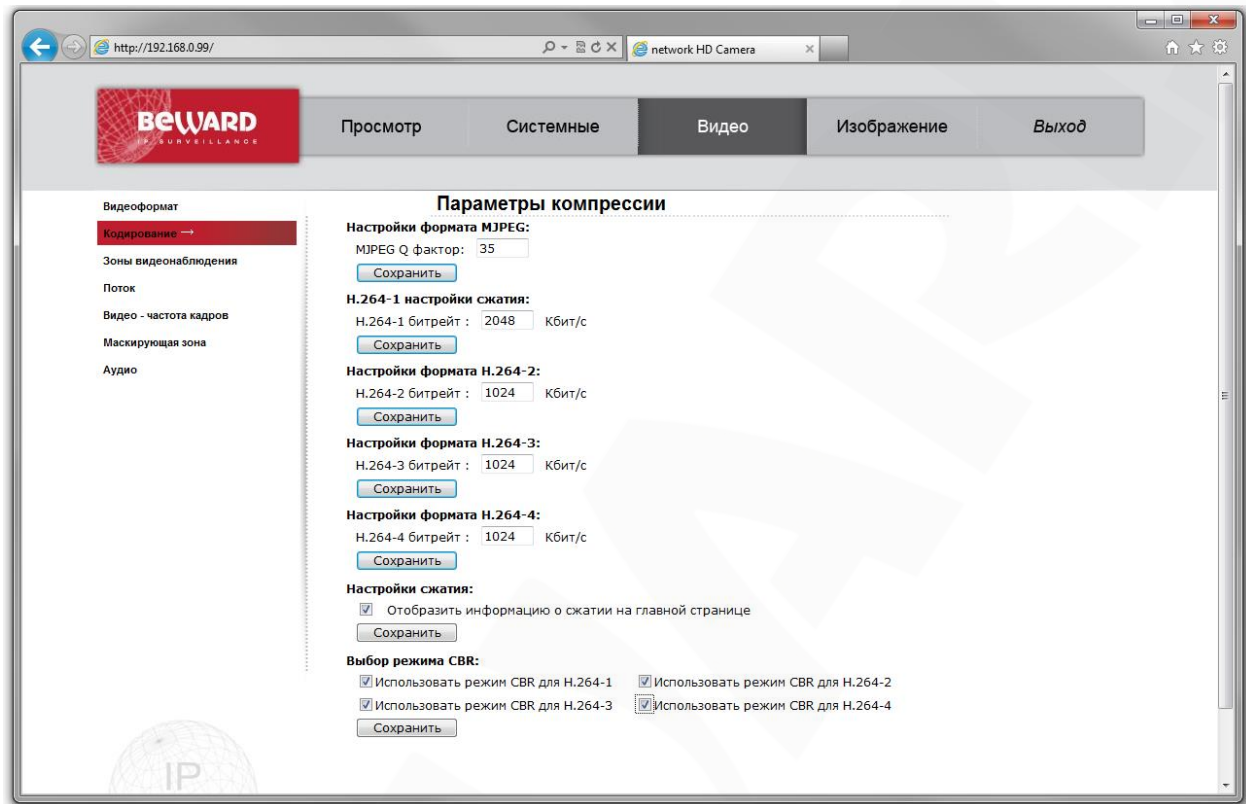 http://192.168.0.99/
network HD Camera
BEWARD
IP SURVEILLANCE
Просмотр
Системные
Видео
Изображение
Выход
Видеоформат
Кодирование →
Зоны видеонаблюдения
Поток
Видео - частота кадров
Маскирующая зона
Аудио
Параметры компрессии
Настройки формата MJPEG:
MJPEG Q фактор: 35
Сохранить
Н.264-1 настройки сжатия:
Н.264-1 битрейт : 2048 Кбит/с
Сохранить
Настройки формата Н.264-2:
Н.264-2 битрейт : 1024 Кбит/с
Сохранить
Настройки формата Н.264-3:
Н.264-3 битрейт : 1024 Кбит/с
Сохранить
Настройки формата Н.264-4:
Н.264-4 битрейт : 1024 Кбит/с
Сохранить
Настройки сжатия:
Отобразить информацию о сжатии на главной странице
Сохранить
Выбор режима CBR:
Использовать режим CBR для Н.264-1 Использовать режим CBR для Н.264-2
Использовать режим CBR для Н.264-3 Использовать режим CBR для Н.264-4
Сохранить
IP